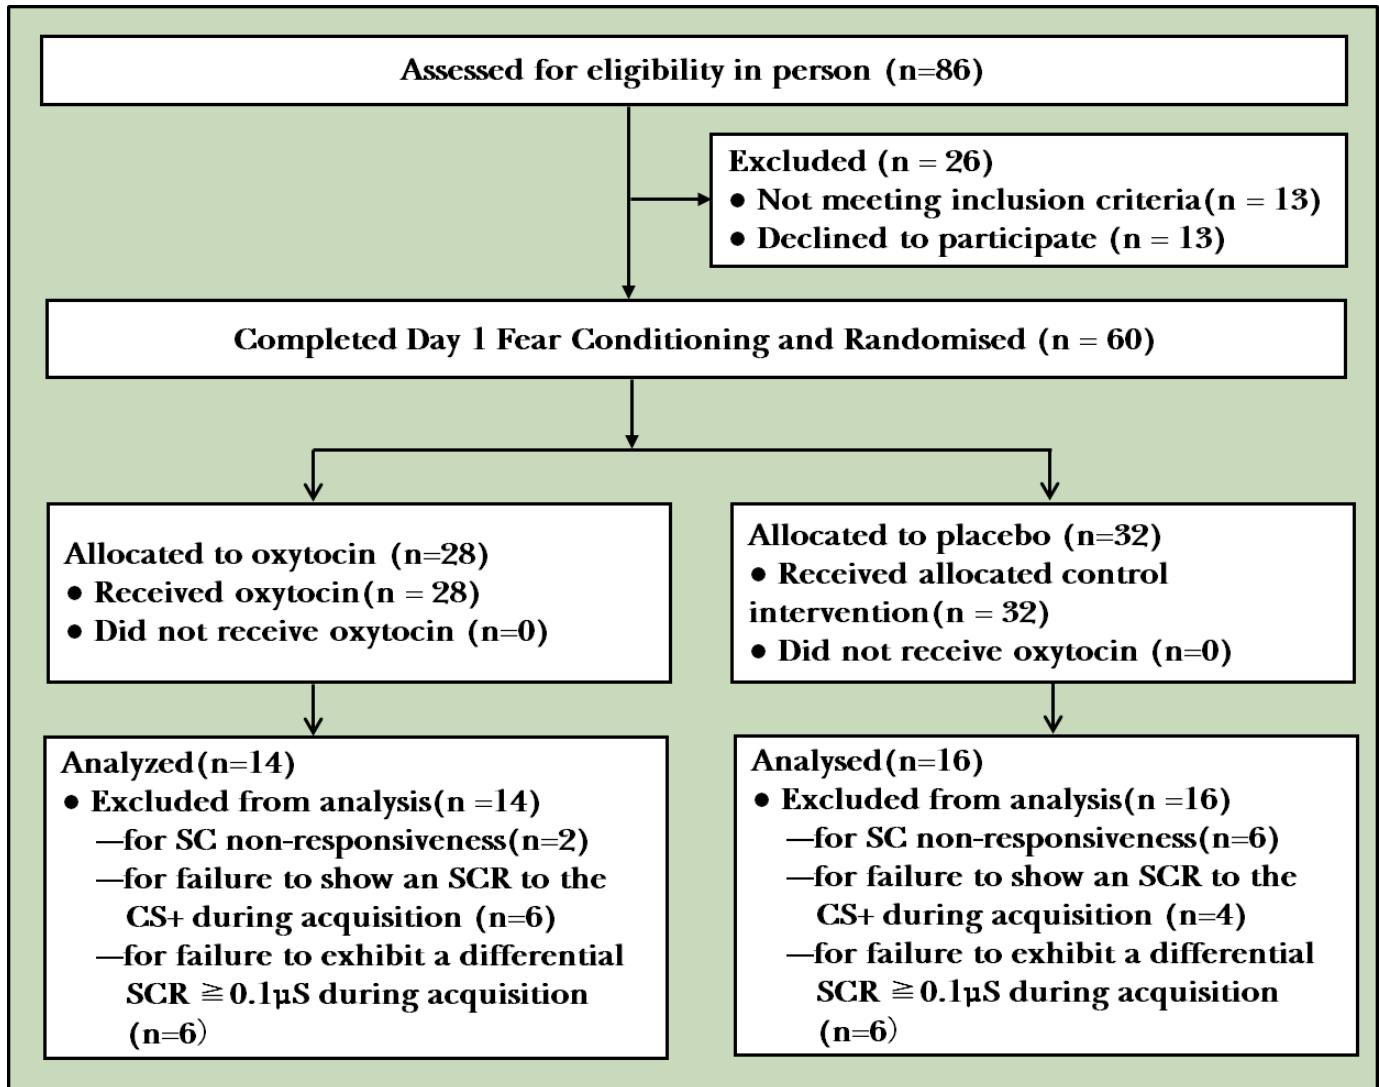 Assessed for eligibility in person (n=86)
Excluded (n = 26)
● Not meeting inclusion criteria(n = 13)
● Declined to participate (n = 13)
Completed Day 1 Fear Conditioning and Randomised (n = 60)
Allocated to oxytocin (n=28)
● Received oxytocin(n = 28)
● Did not receive oxytocin (n=0)
Allocated to placebo (n=32)
● Received allocated control
intervention(n = 32)
● Did not receive oxytocin (n=0)
Analyzed(n=14)
● Excluded from analysis(n =14)
—for SC non-responsiveness(n=2)
—for failure to show an SCR to the
CS+ during acquisition (n=6)
—for failure to exhibit a differential
SCR ≧ 0.1μS during acquisition
(n=6)
Analysed(n=16)
● Excluded from analysis(n =16)
—for SC non-responsiveness(n=6)
—for failure to show an SCR to the
CS+ during acquisition (n=4)
—for failure to exhibit a differential
SCR ≧ 0.1μS during acquisition
(n=6)